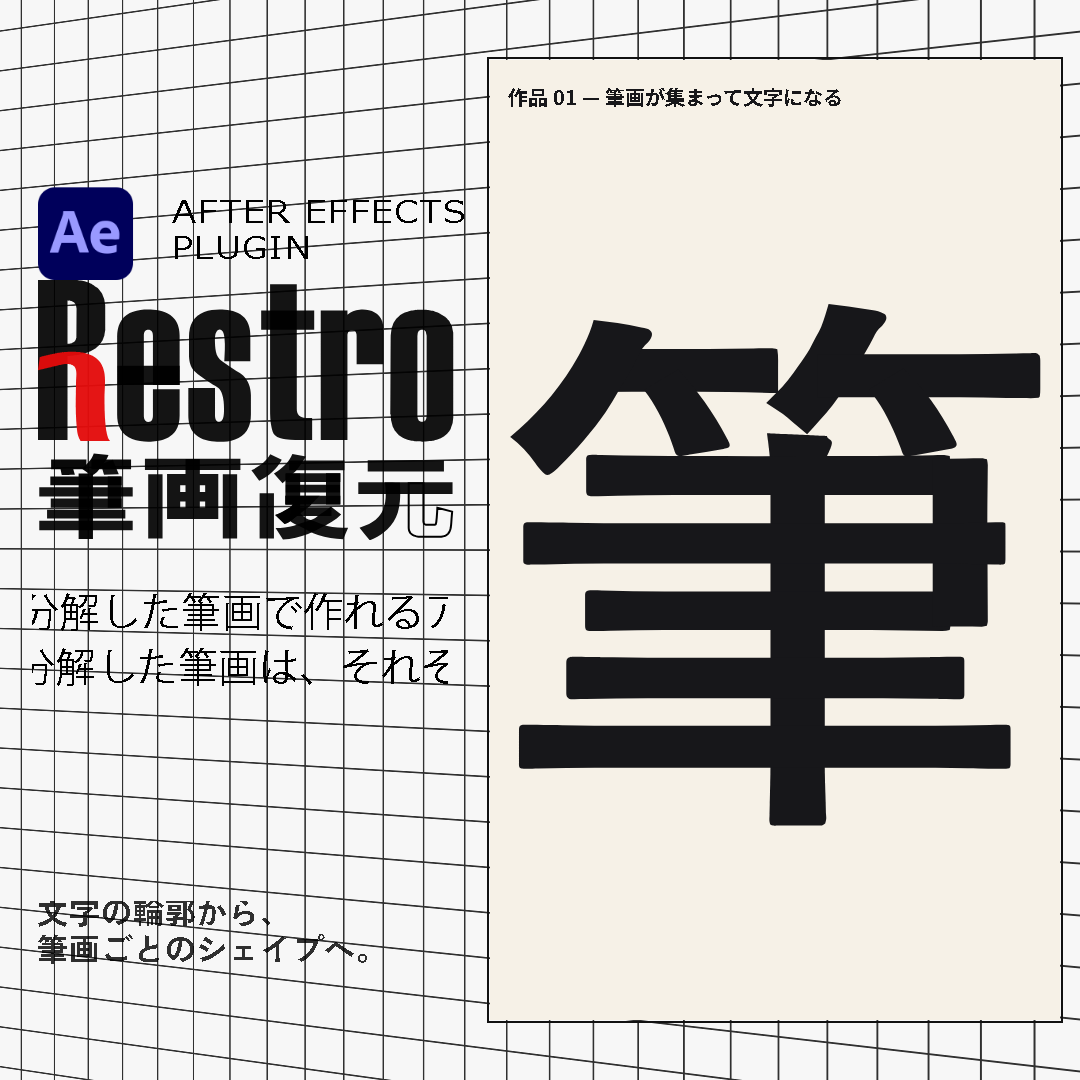 作品 01 — 筆画が集まって文字になる
Ae
AFTER EFFECTS
PLUGIN
Restro
筆画復元
分解した筆画で作れる
分解した筆画は、それそ
文字の輪郭から、
筆画ごとのシェイプへ。
筆